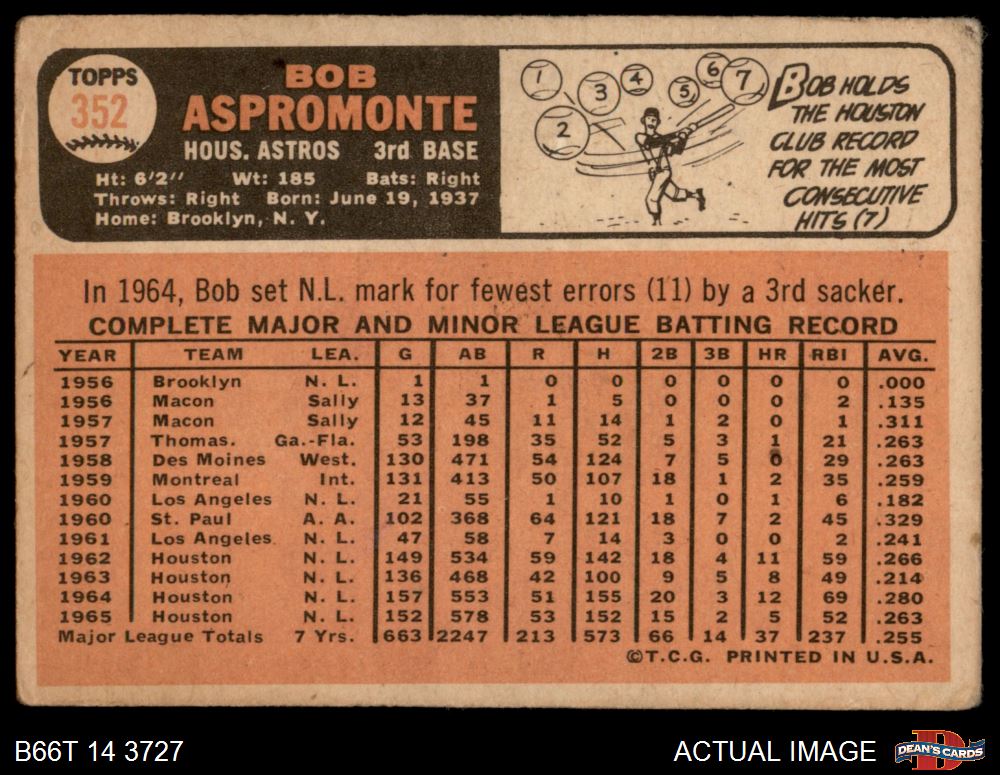 TOPPS
352
BOB
ASPROMONTE
HOUS. ASTROS 3rd BASE
Ht: 6'2" Wt: 185 Bats: Right
Throws: Right Born: June 19, 1937
Home: Brooklyn, N. Y.
1 2 3 4 5 6 7
BOB HOLDS
THE HOUSTON
CLUB RECORD
FOR THE MOST
CONSECUTIVE
HITS (7)
In 1964, Bob set N.L. mark for fewest errors (11) by a 3rd sacker.
COMPLETE MAJOR AND MINOR LEAGUE BATTING RECORD
YEAR TEAM LEA. G AB R H 2B 3B HR RBI AVG.
1956 Brooklyn N. L. 1 1 0 0 0 0 0 0 .000
1956 Macon Sally 13 37 1 5 0 0 0 2 .135
1957 Macon Sally 12 45 11 14 1 2 0 1 .311
1957 Thomas. Ga.-Fla. 53 198 35 52 5 3 1 21 .263
1958 Des Moines West. 130 471 54 124 7 5 0 29 .263
1959 Montreal Int. 131 413 50 107 18 1 2 35 .259
1960 Los Angeles N. L. 21 55 1 10 1 0 1 6 .182
1960 St. Paul A. A. 102 368 64 121 18 7 2 45 .329
1961 Los Angeles N. L. 47 58 7 14 3 0 0 2 .241
1962 Houston N. L. 149 534 59 142 18 4 11 59 .266
1963 Houston N. L. 136 468 42 100 9 5 8 49 .214
1964 Houston N. L. 157 553 51 155 20 3 12 69 .280
1965 Houston N. L. 152 578 53 152 15 2 5 52 .263
Major League Totals 7 Yrs. 663 2247 213 573 66 14 37 237 .255
©T.C.G. PRINTED IN U.S.A.
B66T 14 3727
ACTUAL IMAGE
DEAN'S CARDS